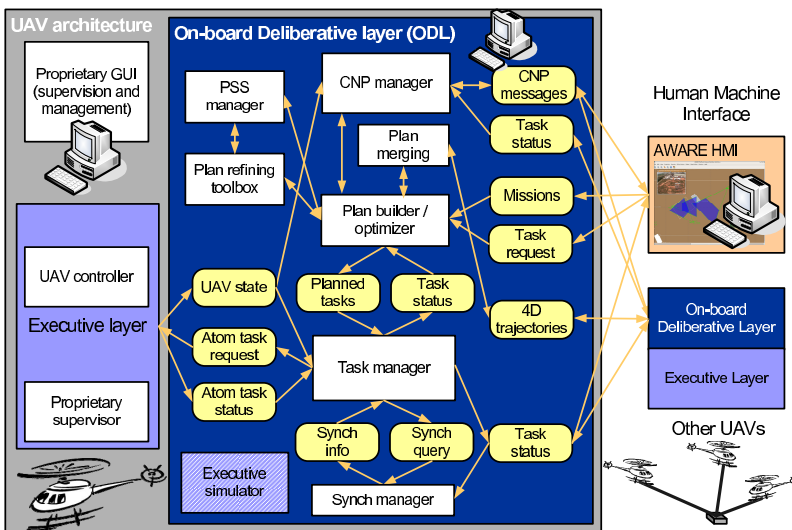 UAV architecture
Proprietary GUI
(supervision and
management)
Executive layer
UAV controller
Proprietary
supervisor
On-board Deliberative layer (ODL)
PSS
manager
CNP manager
CNP
messages
Plan refining
toolbox
Plan
merging
Task
status
Plan builder /
optimizer
Missions
Task
request
UAV state
Planned
tasks
Task
status
4D
trajectories
Atom task
request
Task manager
Atom task
status
Synch
info
Synch
query
Task
status
Executive
simulator
Synch manager
Human Machine
Interface
AWARE HMI
On-board
Deliberative Layer
Executive Layer
Other UAVs